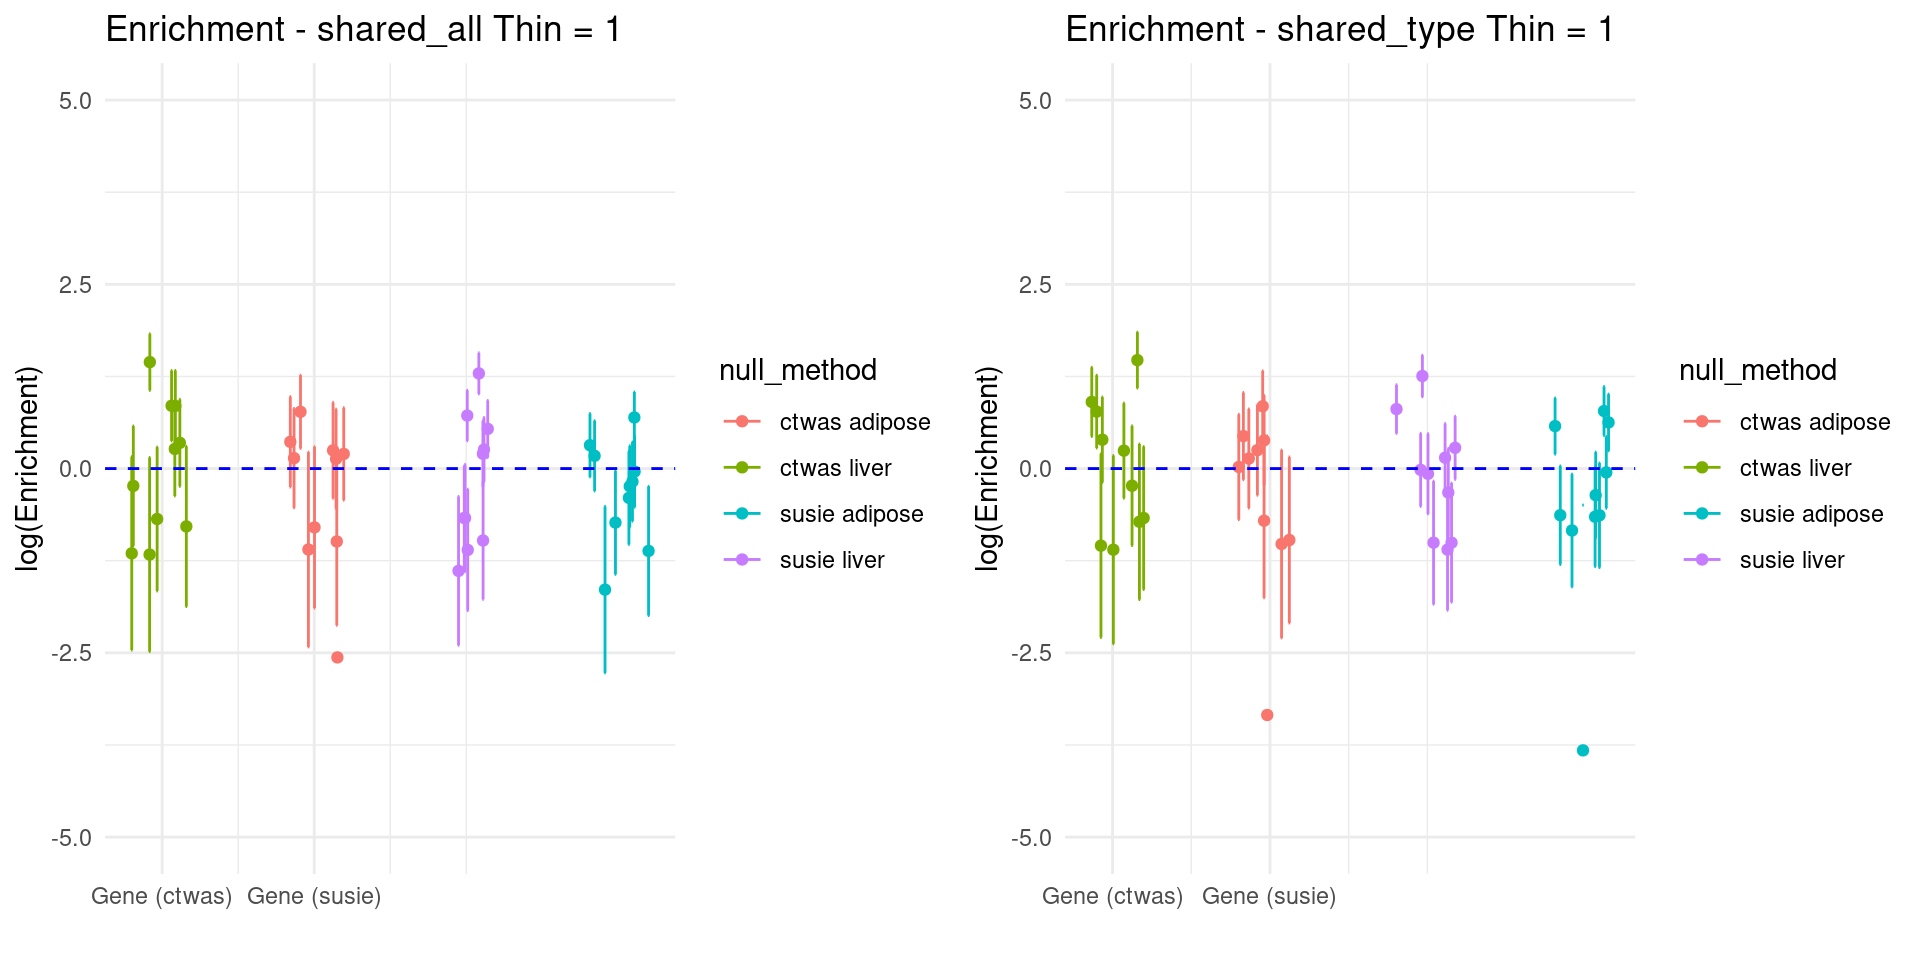 Enrichment - shared_all Thin = 1
log(Enrichment)
5.0
2.5
0.0
-2.5
-5.0
Gene (ctwas)
Gene (susie)
null_method
ctwas adipose
ctwas liver
susie adipose
susie liver
Enrichment - shared_type Thin = 1
log(Enrichment)
5.0
2.5
0.0
-2.5
-5.0
Gene (ctwas)
Gene (susie)
null_method
ctwas adipose
ctwas liver
susie adipose
susie liver